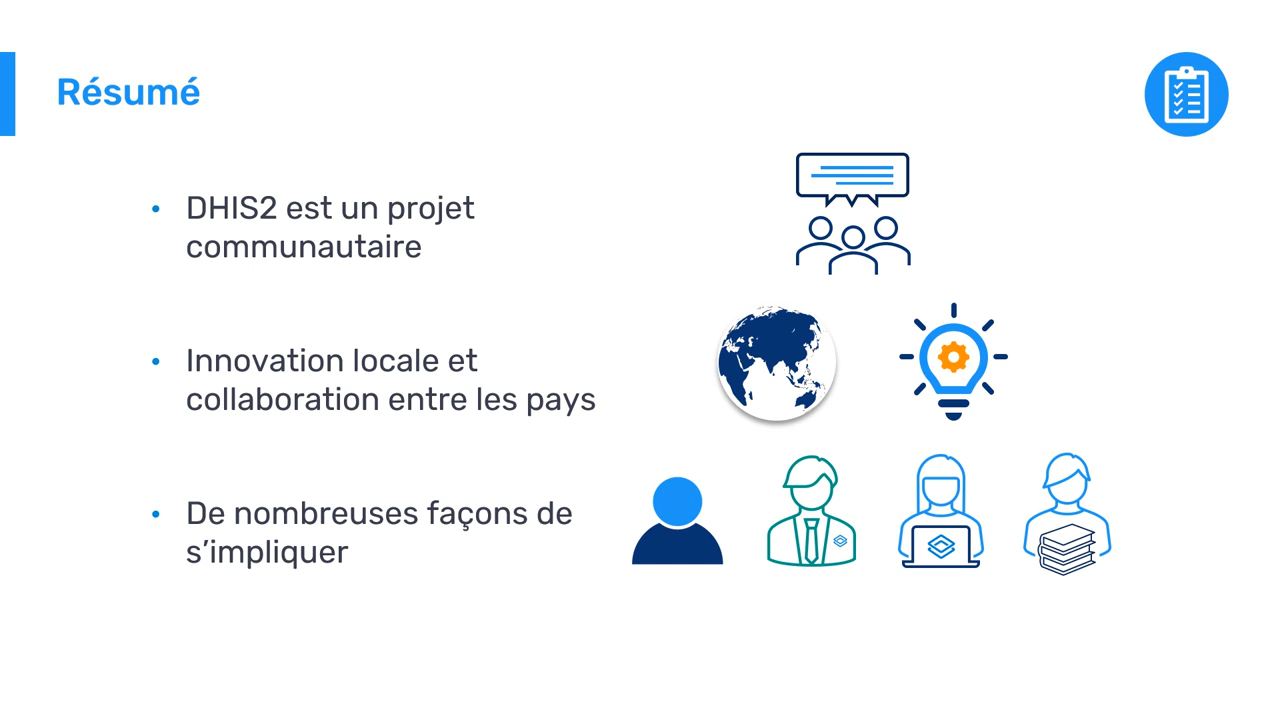 Résumé
• DHIS2 est un projet
communautaire
• Innovation locale et
collaboration entre les pays
• De nombreuses façons de
s’impliquer